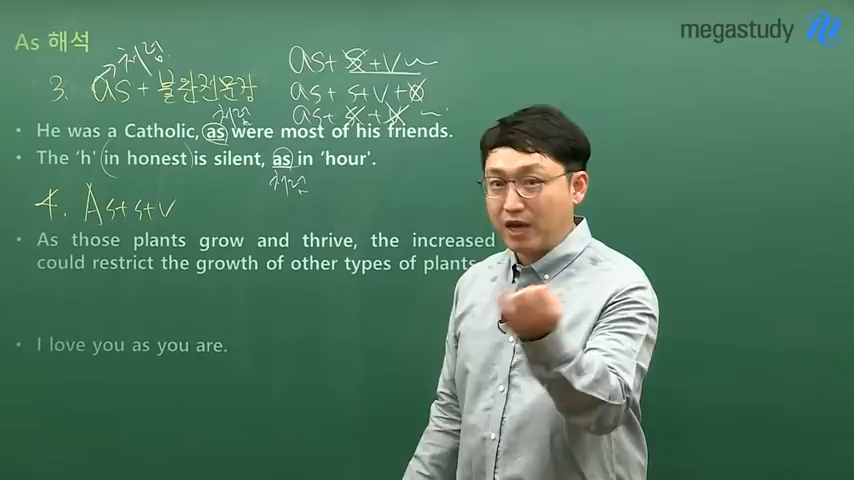 megastudy
As 해석
처럼
3. as + 불완전문장
as + S + V ~
as + S + V + O
as + S + V ~
처럼
• He was a Catholic, as were most of his friends.
• The ‘h’ (in honest) is silent, as in ‘hour’.
처럼
4. As + S + V
• As those plants grow and thrive, the increased
could restrict the growth of other types of plants
• I love you as you are.